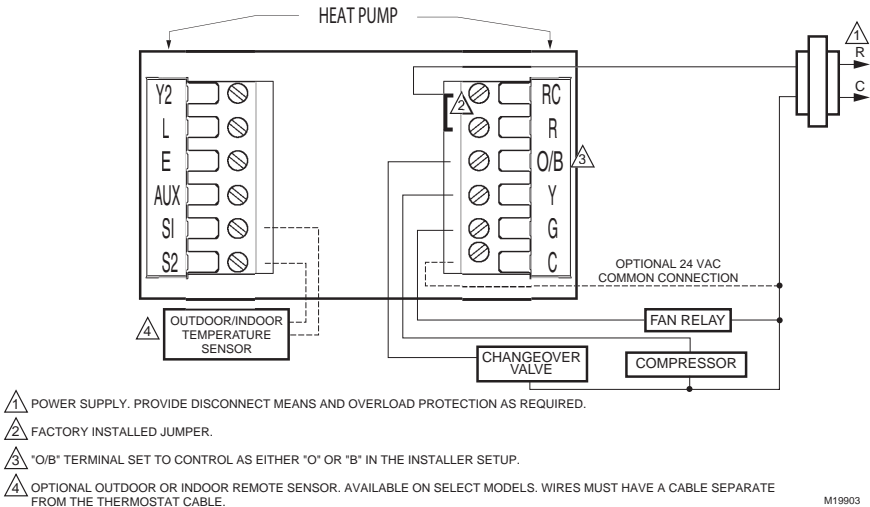 HEAT PUMP
1
R
C
Y2
L
E
AUX
S1
S2
2
RC
R
O/B
3
Y
G
C
OPTIONAL 24 VAC
COMMON CONNECTION
4
OUTDOOR/INDOOR
TEMPERATURE
SENSOR
FAN RELAY
CHANGEOVER
VALVE
COMPRESSOR
1 POWER SUPPLY. PROVIDE DISCONNECT MEANS AND OVERLOAD PROTECTION AS REQUIRED.
2 FACTORY INSTALLED JUMPER.
3 "O/B" TERMINAL SET TO CONTROL AS EITHER "O" OR "B" IN THE INSTALLER SETUP.
4 OPTIONAL OUTDOOR OR INDOOR REMOTE SENSOR. AVAILABLE ON SELECT MODELS. WIRES MUST HAVE A CABLE SEPARATE
FROM THE THERMOSTAT CABLE.
M19903